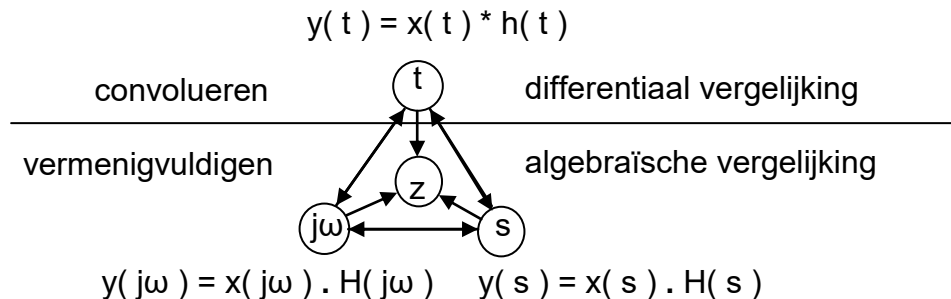 y( t ) = x( t ) * h( t )
convolueren
t
differentiaal vergelijking
vermenigvuldigen
algebraïsche vergelijking
z
jω
s
y( jω ) = x( jω ) . H( jω )
y( s ) = x( s ) . H( s )